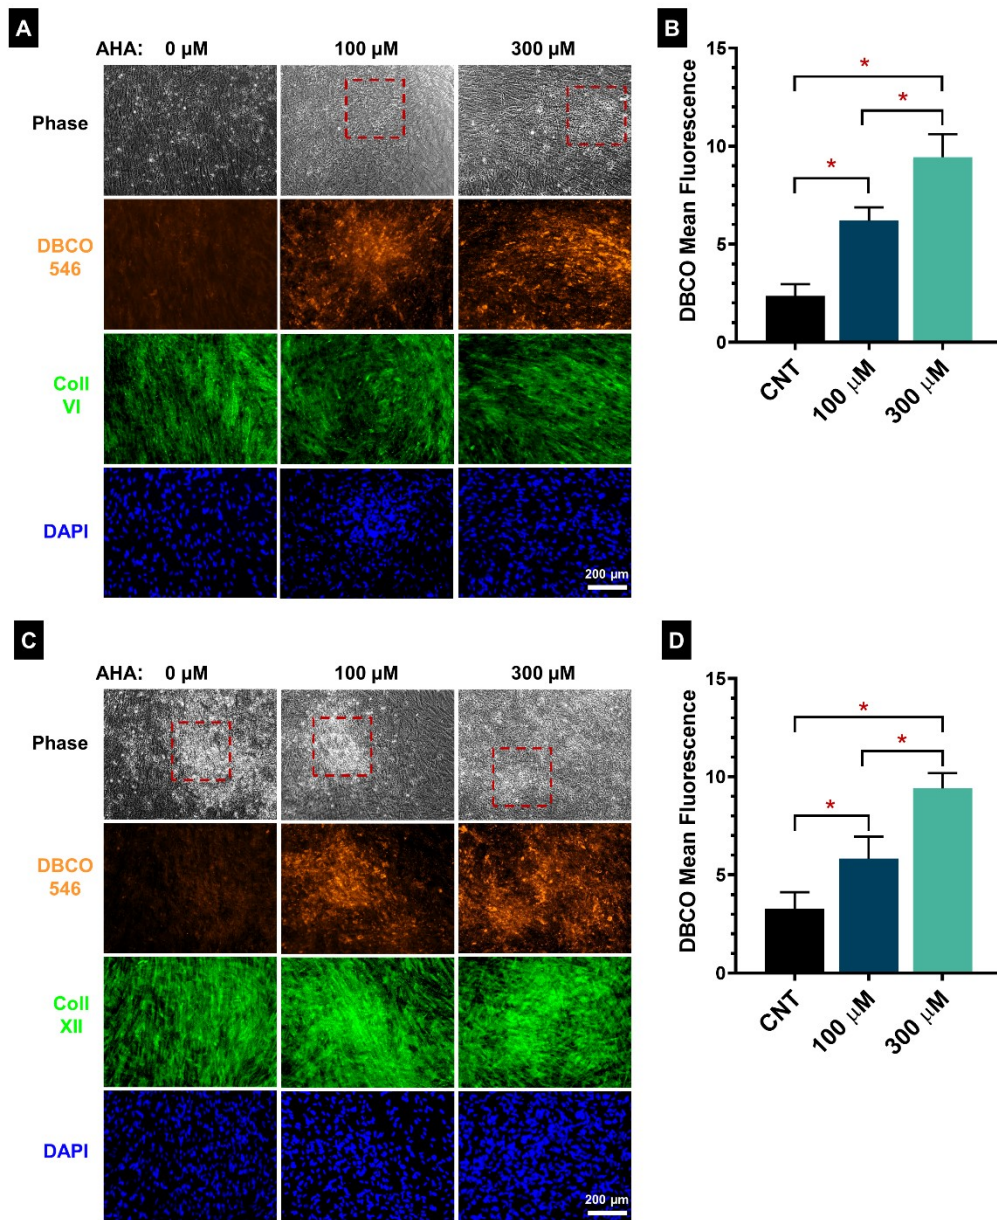 A
AHA: 0 µM 100 µM 300 µM
Phase
DBCO
546
Coll
VI
DAPI
200 µm
B
DBCO Mean Fluorescence
15
*
*
10
*
5
0
CNT
100 µM
300 µM
C
AHA: 0 µM 100 µM 300 µM
Phase
DBCO
546
Coll
XII
DAPI
200 µm
D
DBCO Mean Fluorescence
15
*
*
10
*
5
0
CNT
100 µM
300 µM